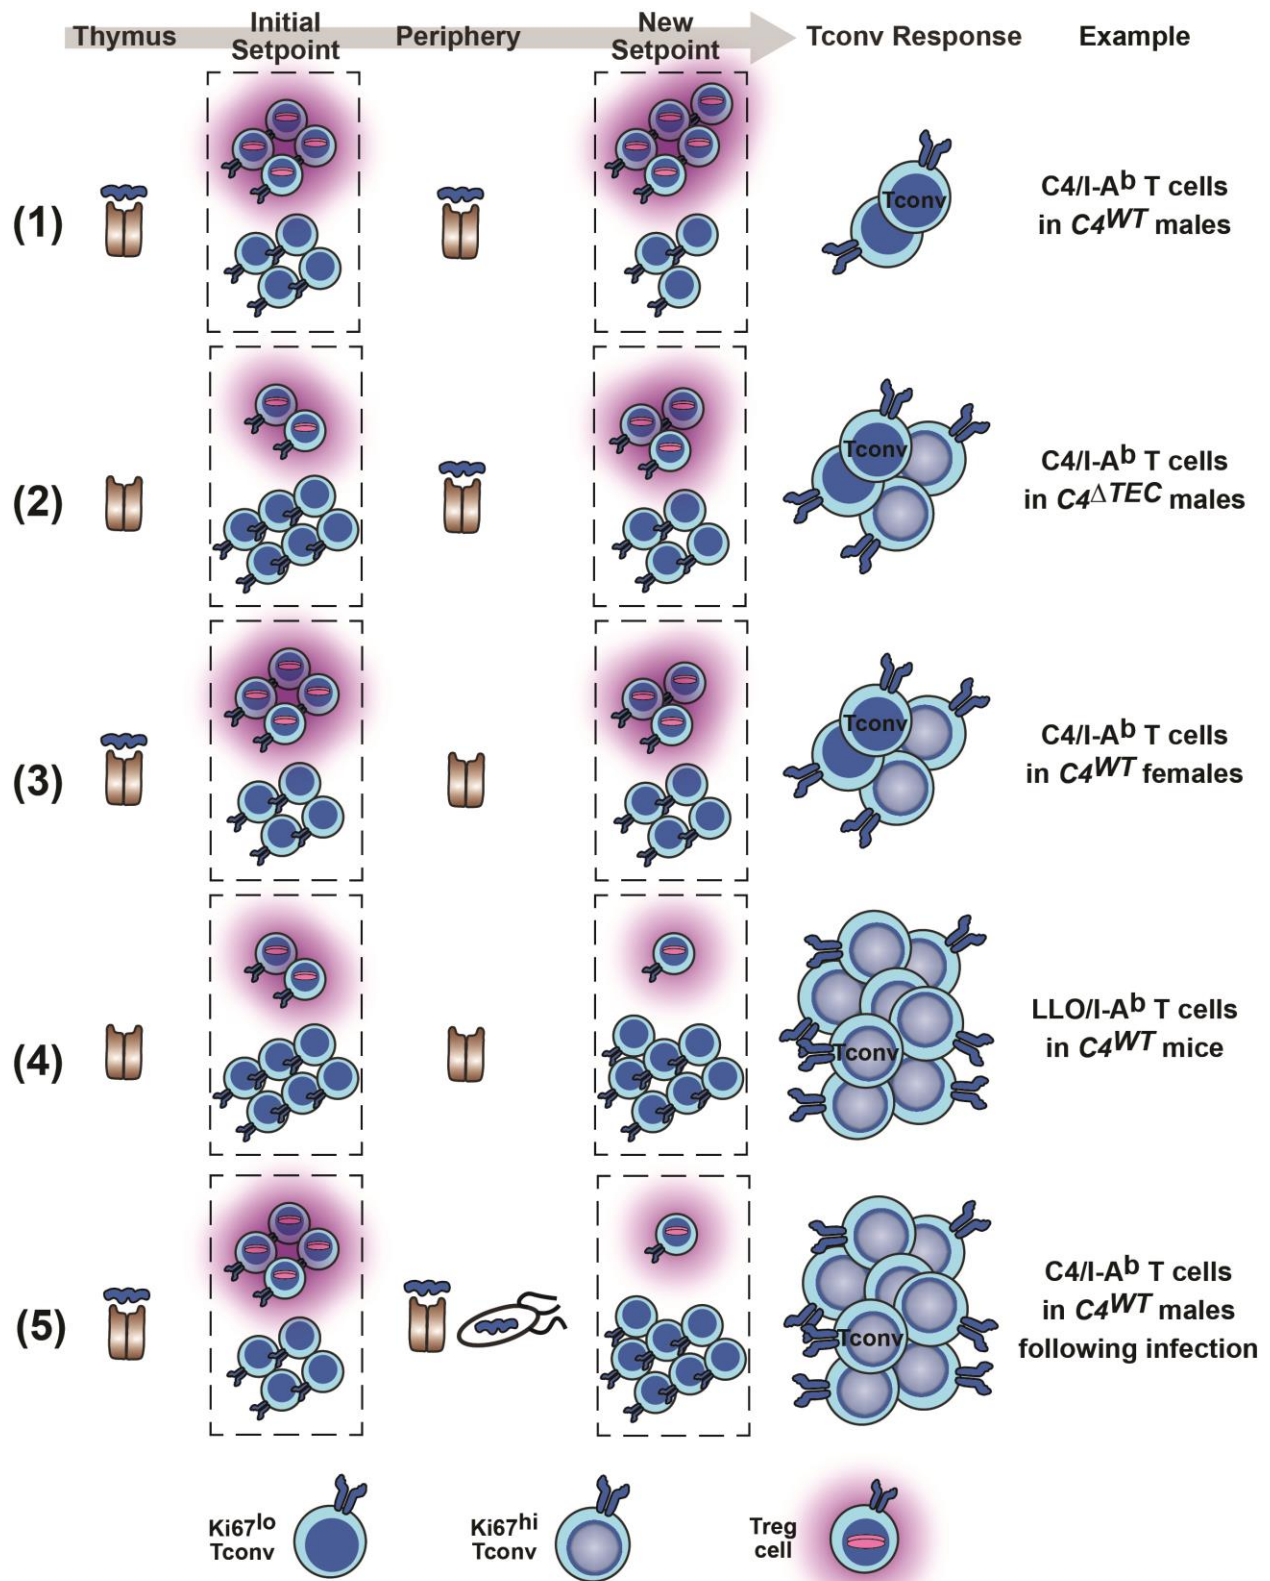 Thymus Initial Setpoint Periphery New Setpoint Tconv Response Example
(1)
Tconv
C4/I-Aᵇ T cells
in C4ᵂᵀ males
(2)
Tconv
C4/I-Aᵇ T cells
in C4ΔTEC males
(3)
Tconv
C4/I-Aᵇ T cells
in C4ᵂᵀ females
(4)
Tconv
LLO/I-Aᵇ T cells
in C4ᵂᵀ mice
(5)
Tconv
C4/I-Aᵇ T cells
in C4ᵂᵀ males
following infection
Ki67ˡᵒ
Tconv
Ki67ʰⁱ
Tconv
Treg
cell